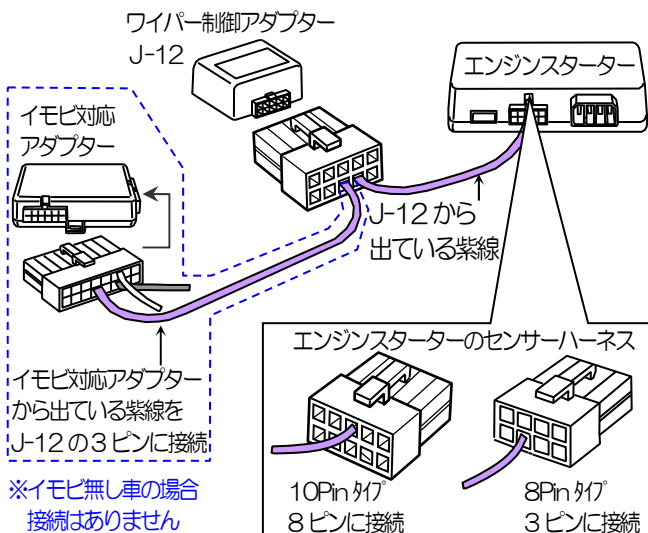 ワイパー制御アダプター
J-12
エンジンスターター
イモビ対応
アダプター
J-12から
出ている紫線
イモビ対応アダプター
から出ている紫線を
J-12の3ピンに接続
※イモビ無し車の場合
接続はありません
エンジンスターターのセンサーハーネス
10Pinタイプ
8ピンに接続
8Pinタイプ
3ピンに接続